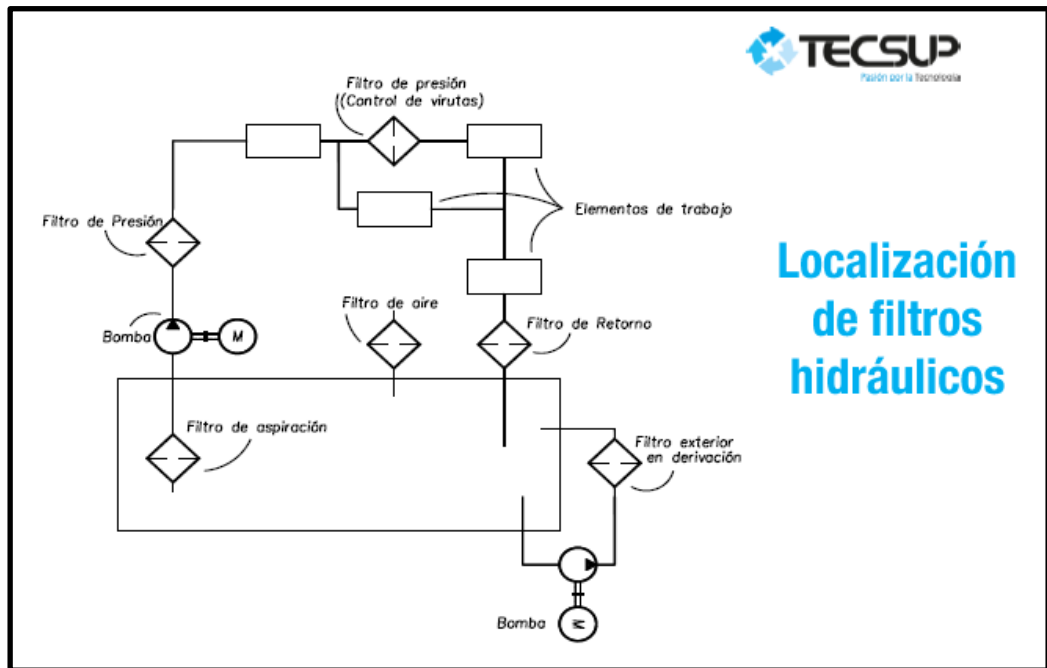 TECSUP
Pasión por la Tecnología
Filtro de presión
((Control de virutas)
Filtro de Presión
Elementos de trabajo
Localización
de filtros
hidráulicos
Filtro de aire
Bomba
M
Filtro de Retorno
Filtro de aspiración
Filtro exterior
en derivación
Bomba
M